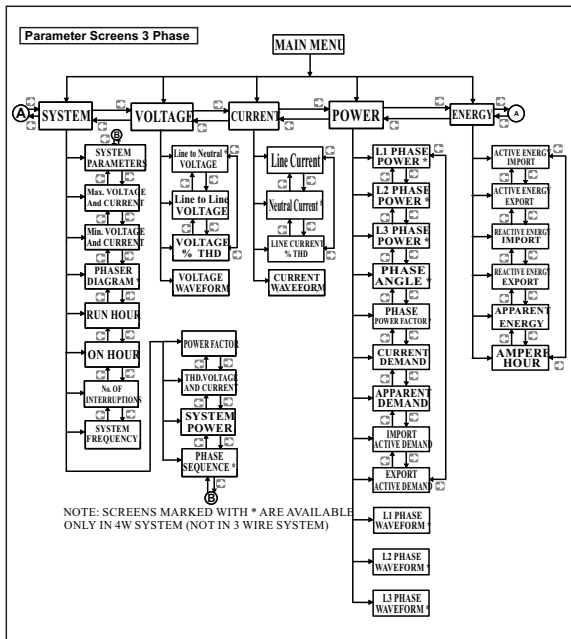 Parameter Screens 3 Phase
MAIN MENU
A
SYSTEM
VOLTAGE
CURRENT
POWER
ENERGY
A
B
SYSTEM
PARAMETERS
Max. VOLTAGE
And CURRENT
Min. VOLTAGE
And CURRENT
PHASER
DIAGRAM *
RUN HOUR
ON HOUR
No. OF
INTERRUPTIONS
SYSTEM
FREQUENCY
Line to Neutral *
VOLTAGE
Line to Line
VOLTAGE
VOLTAGE
% THD
VOLTAGE
WAVEFORM
POWER FACTOR
THD.VOLTAGE
AND CURRENT
SYSTEM
POWER
PHASE
SEQUENCE *
B
Line Current
Neutral Current *
LINE CURRENT
% THD
CURRENT
WAVEFORM
L1 PHASE
POWER *
L2 PHASE
POWER *
L3 PHASE
POWER *
PHASE
ANGLE *
PHASE
POWER FACTOR *
CURRENT
DEMAND
APPARENT
DEMAND
IMPORT
ACTIVE DEMAND
EXPORT
ACTIVE DEMAND
L1 PHASE
WAVEFORM *
L2 PHASE
WAVEFORM *
L3 PHASE
WAVEFORM *
ACTIVE ENERGY
IMPORT
ACTIVE ENERGY
EXPORT
REACTIVE ENERGY
IMPORT
REACTIVE ENERGY
EXPORT
APPARENT
ENERGY
AMPERE
HOUR
NOTE: SCREENS MARKED WITH * ARE AVAILABLE
ONLY IN 4W SYSTEM (NOT IN 3 WIRE SYSTEM)